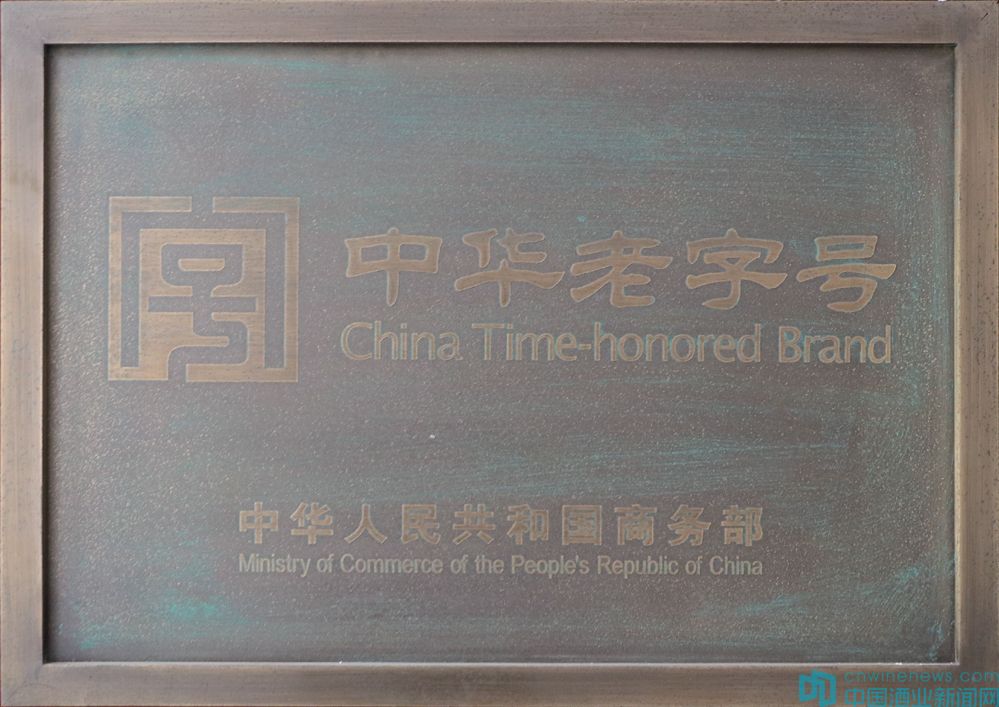 中华老字号
China Time-honored Brand
中华人民共和国商务部
Ministry of Commerce of the People's Republic of China
cnwinenews.com
中国酒业新闻网